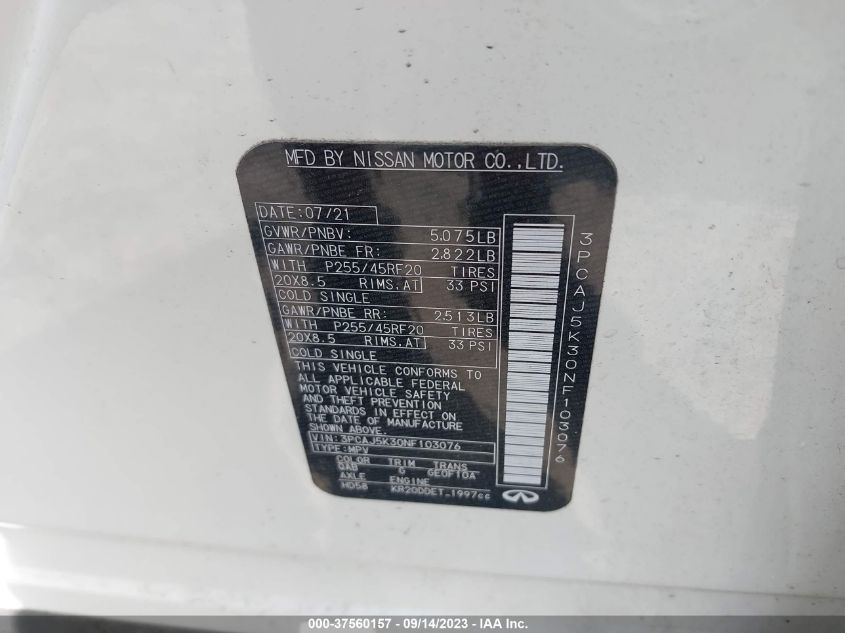 MFD BY NISSAN MOTOR CO.,LTD.
DATE:07/21
GVWR/PNBV: 5.075LB
GAWR/PNBE FR: 2.822LB
WITH P255/45RF20 TIRES
20X8.5 RIMS.AT 33 PSI
COLD SINGLE
GAWR/PNBE RR: 2.513LB
WITH P255/45RF20 TIRES
20X8.5 RIMS.AT 33 PSI
COLD SINGLE
THIS VEHICLE CONFORMS TO
ALL APPLICABLE FEDERAL
MOTOR VEHICLE SAFETY
AND THEFT PREVENTION
STANDARDS IN EFFECT ON
THE DATE OF MANUFACTURE
SHOWN ABOVE.
VIN:3PCAJ5K30NF103076
TYPE:MPV
COLOR TRIM TRANS
QAB G GE0F10A
AXLE ENGINE
HD58 KR20DDET-1997cc
3PCAJ5K30NF103076
000-37560157 - 09/14/2023 - IAA Inc.